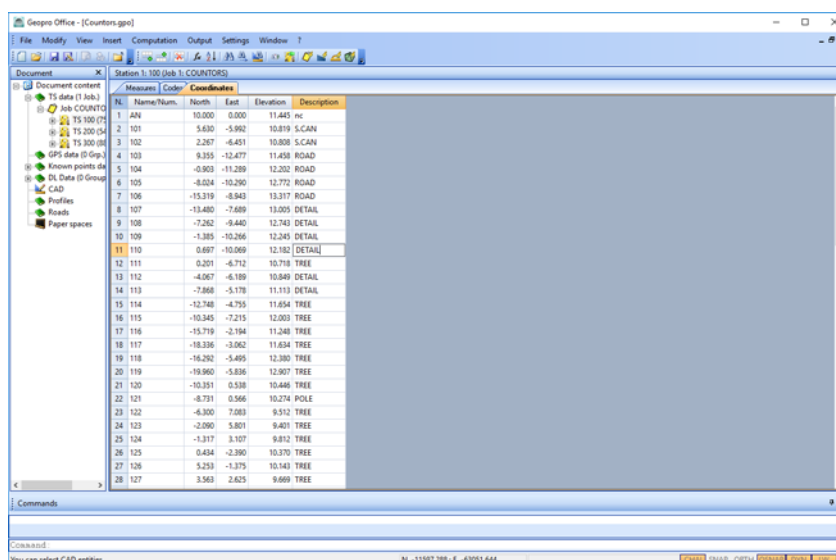 Geopro Office - [Countors.gpo]
File Modify View Insert Computation Output Settings Window ?
Document X
Station 1: 100 (Job 1: COUNTORS)
Document content
TS data (1 Job.)
Job COUNTO
TS 100 (75
TS 200 (54
TS 300 (88
GPS data (0 Grp.)
Known points da
DL Data (0 Group
CAD
Profiles
Roads
Paper spaces
Measures Codes Coordinates
N. Name/Num. North East Elevation Description
1 AN 10.000 0.000 11.445 nc
2 101 5.630 -5.992 10.819 S.CAN
3 102 2.267 -6.451 10.808 S.CAN
4 103 9.355 -12.477 11.458 ROAD
5 104 -0.903 -11.289 12.202 ROAD
6 105 -8.024 -10.290 12.772 ROAD
7 106 -15.319 -8.943 13.317 ROAD
8 107 -13.480 -7.689 13.005 DETAIL
9 108 -7.262 -9.440 12.743 DETAIL
10 109 -1.385 -10.266 12.245 DETAIL
11 110 0.697 -10.069 12.182 DETAIL
12 111 0.201 -6.712 10.718 TREE
13 112 -4.067 -6.189 10.849 DETAIL
14 113 -7.868 -5.178 11.113 DETAIL
15 114 -12.748 -4.755 11.654 TREE
16 115 -10.345 -7.215 12.003 TREE
17 116 -15.719 -2.194 11.248 TREE
18 117 -18.336 -3.062 11.634 TREE
19 118 -16.292 -5.495 12.380 TREE
20 119 -19.960 -5.836 12.907 TREE
21 120 -10.351 0.538 10.446 TREE
22 121 -8.731 0.566 10.274 POLE
23 122 -6.300 7.083 9.512 TREE
24 123 -2.090 5.801 9.401 TREE
25 124 -1.317 3.107 9.812 TREE
26 125 0.434 -2.390 10.370 TREE
27 126 5.253 -1.375 10.143 TREE
28 127 3.563 2.625 9.669 TREE
Commands
Command:
You can select CAD entities
N. -11597.288 - E. -63051.644
SNAP ORTH OSNAP DYN